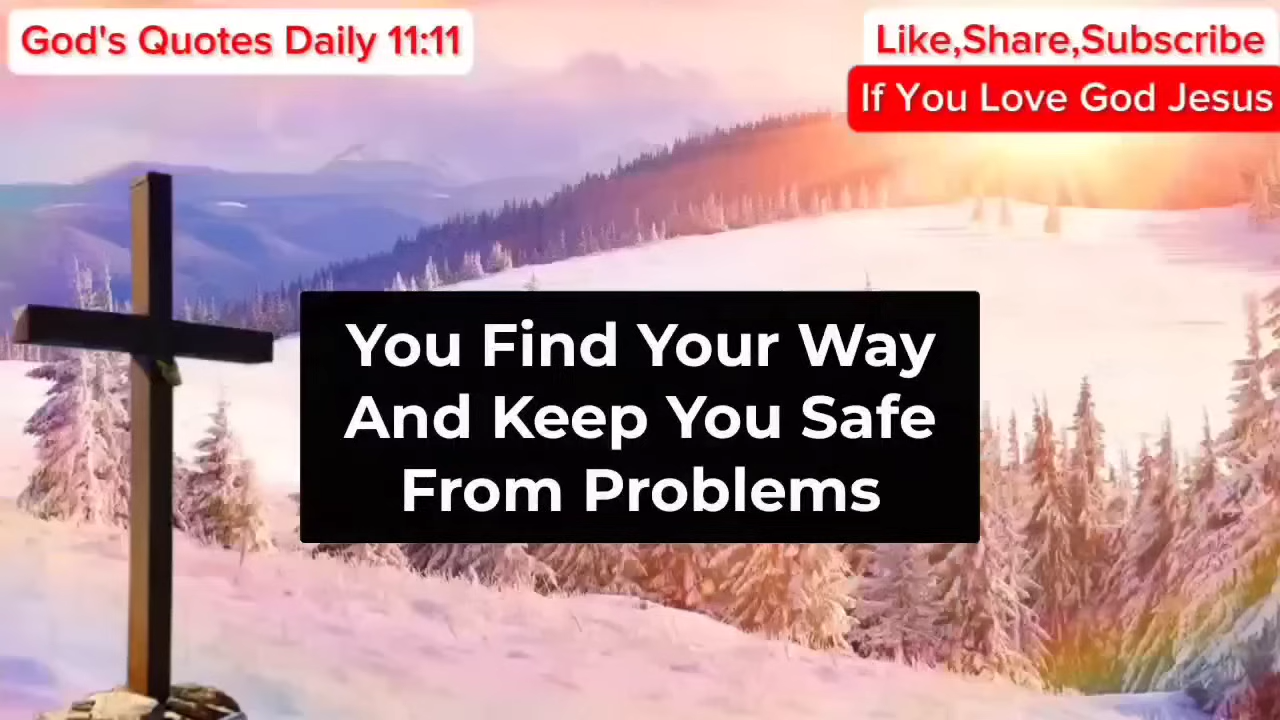 God's Quotes Daily 11:11
Like,Share,Subscribe
If You Love God Jesus
You Find Your Way
And Keep You Safe
From Problems